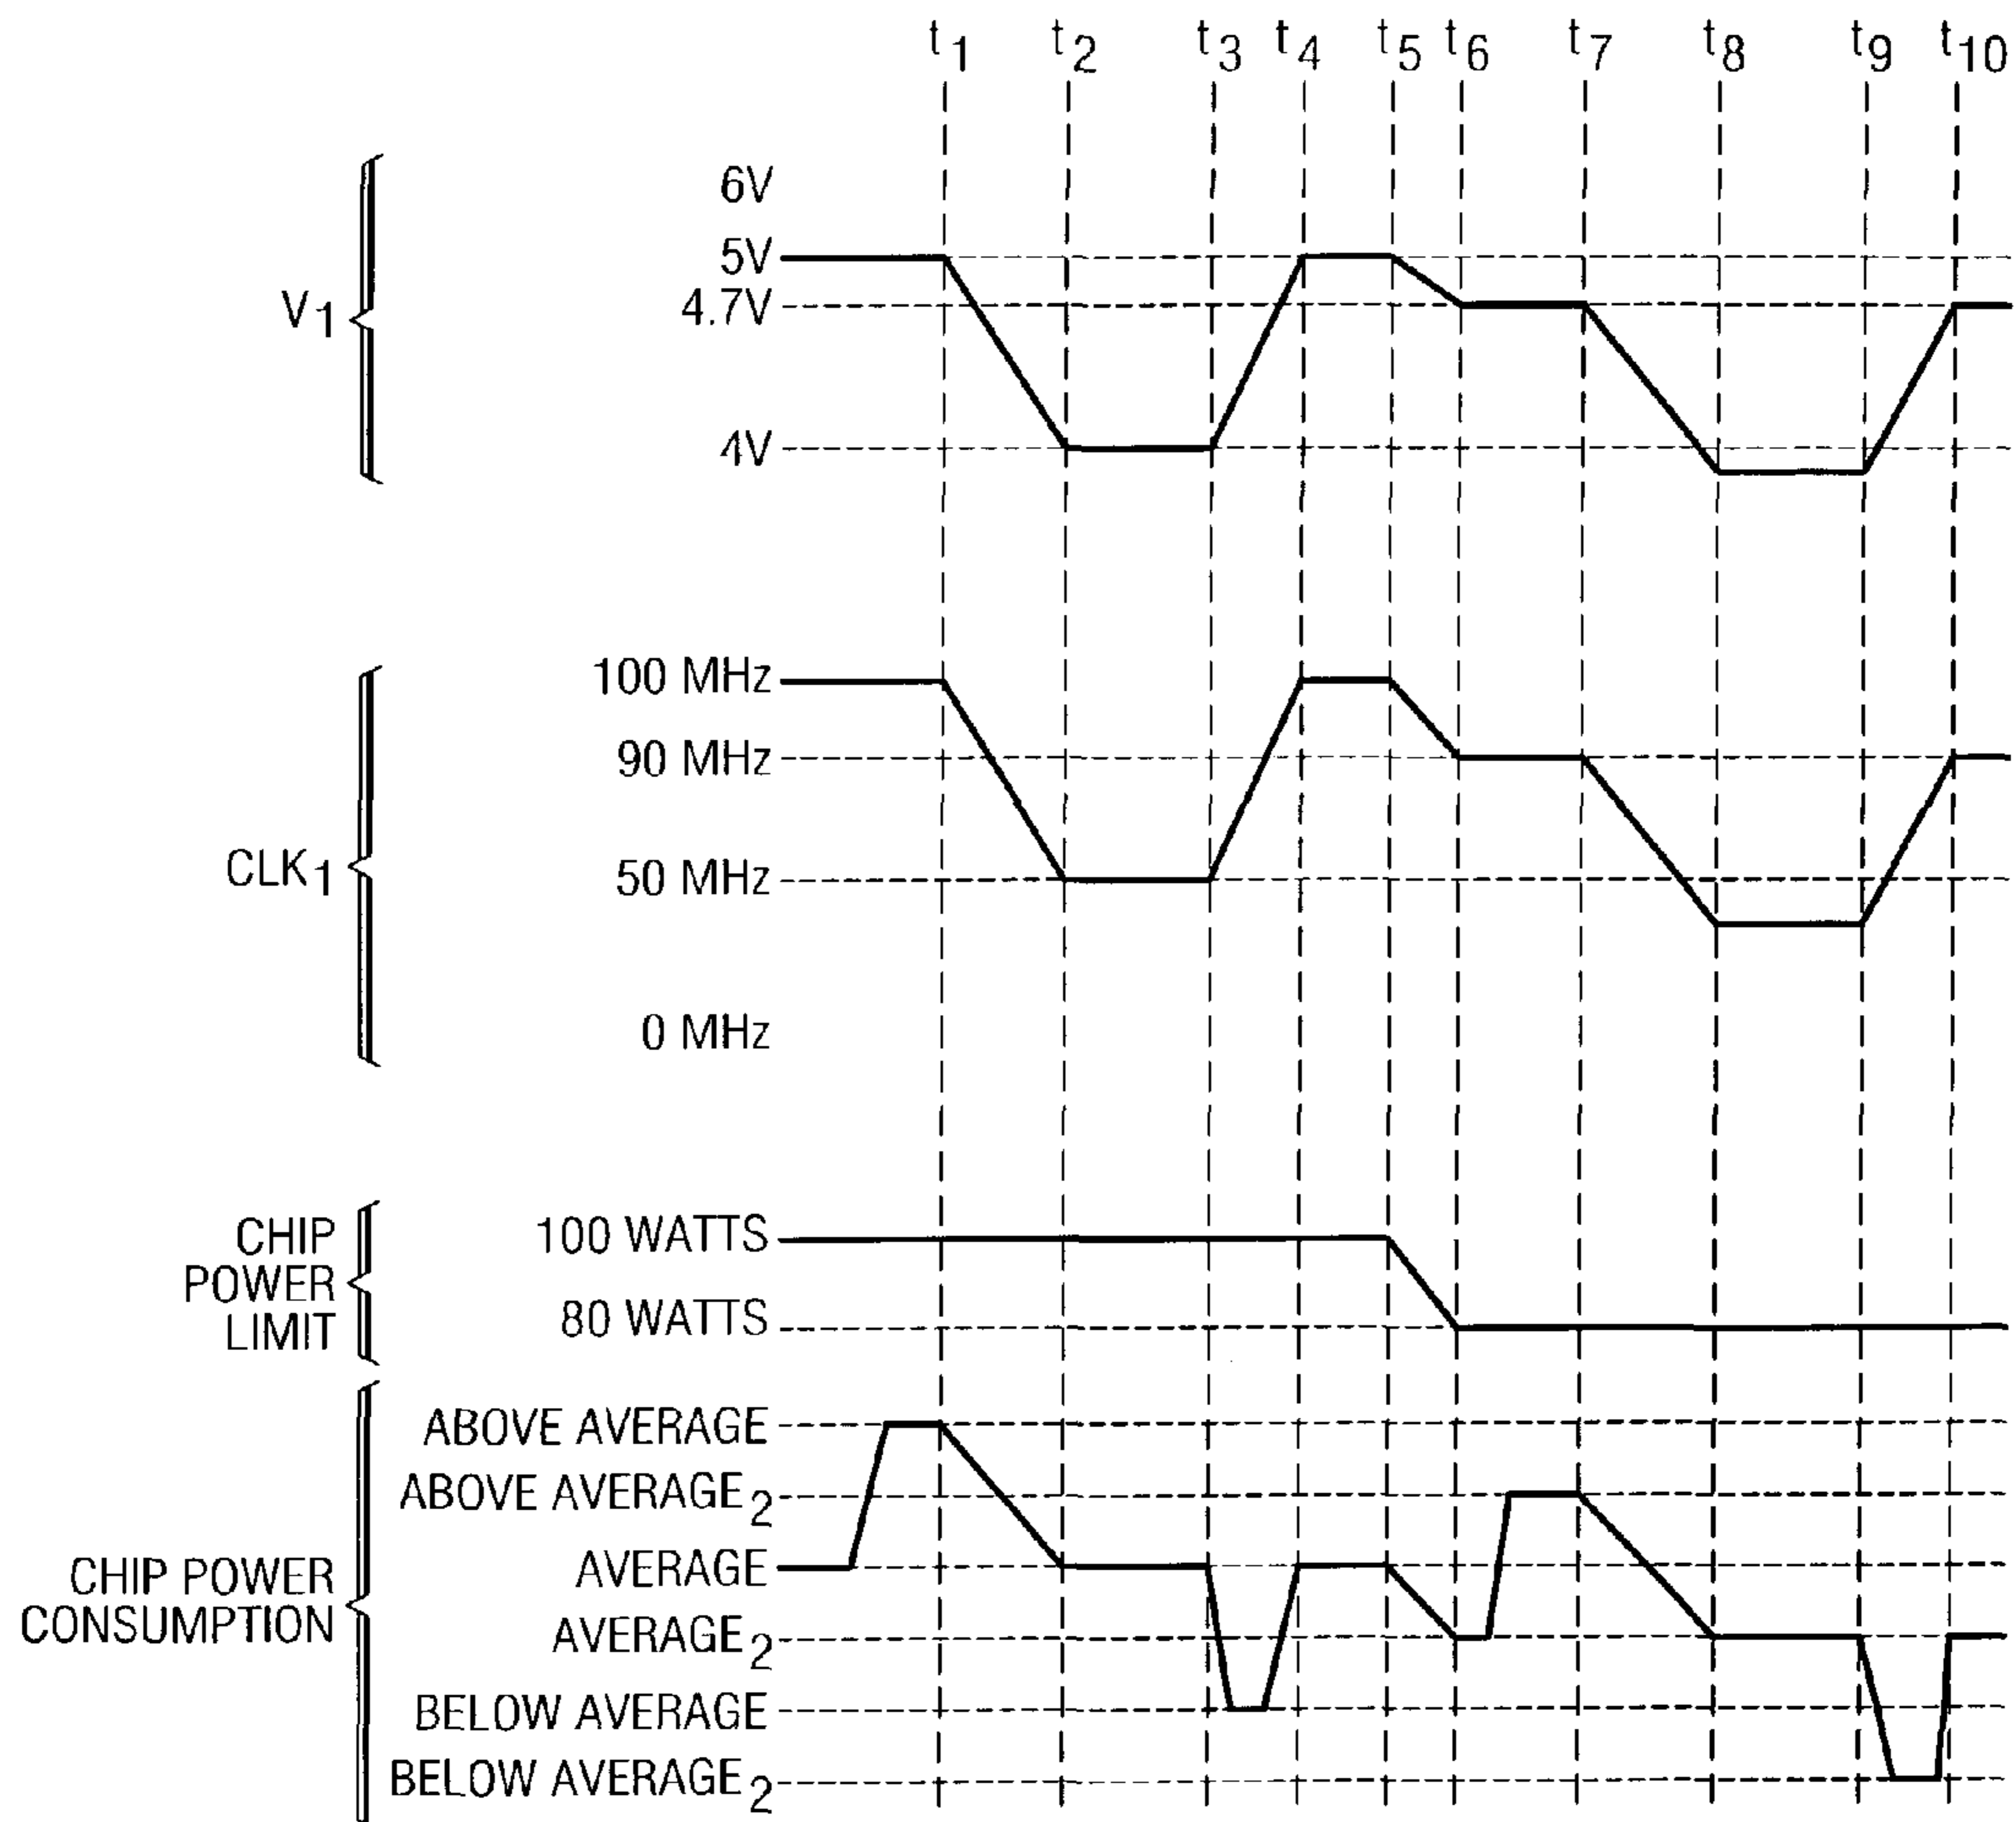 t1 t2 t3 t4 t5 t6 t7 t8 t9 t10
V1
6V
5V
4.7V
4V
CLK1
100 MHz
90 MHz
50 MHz
0 MHz
CHIP
POWER
LIMIT
100 WATTS
80 WATTS
CHIP POWER
CONSUMPTION
ABOVE AVERAGE
ABOVE AVERAGE2
AVERAGE
AVERAGE2
BELOW AVERAGE
BELOW AVERAGE2